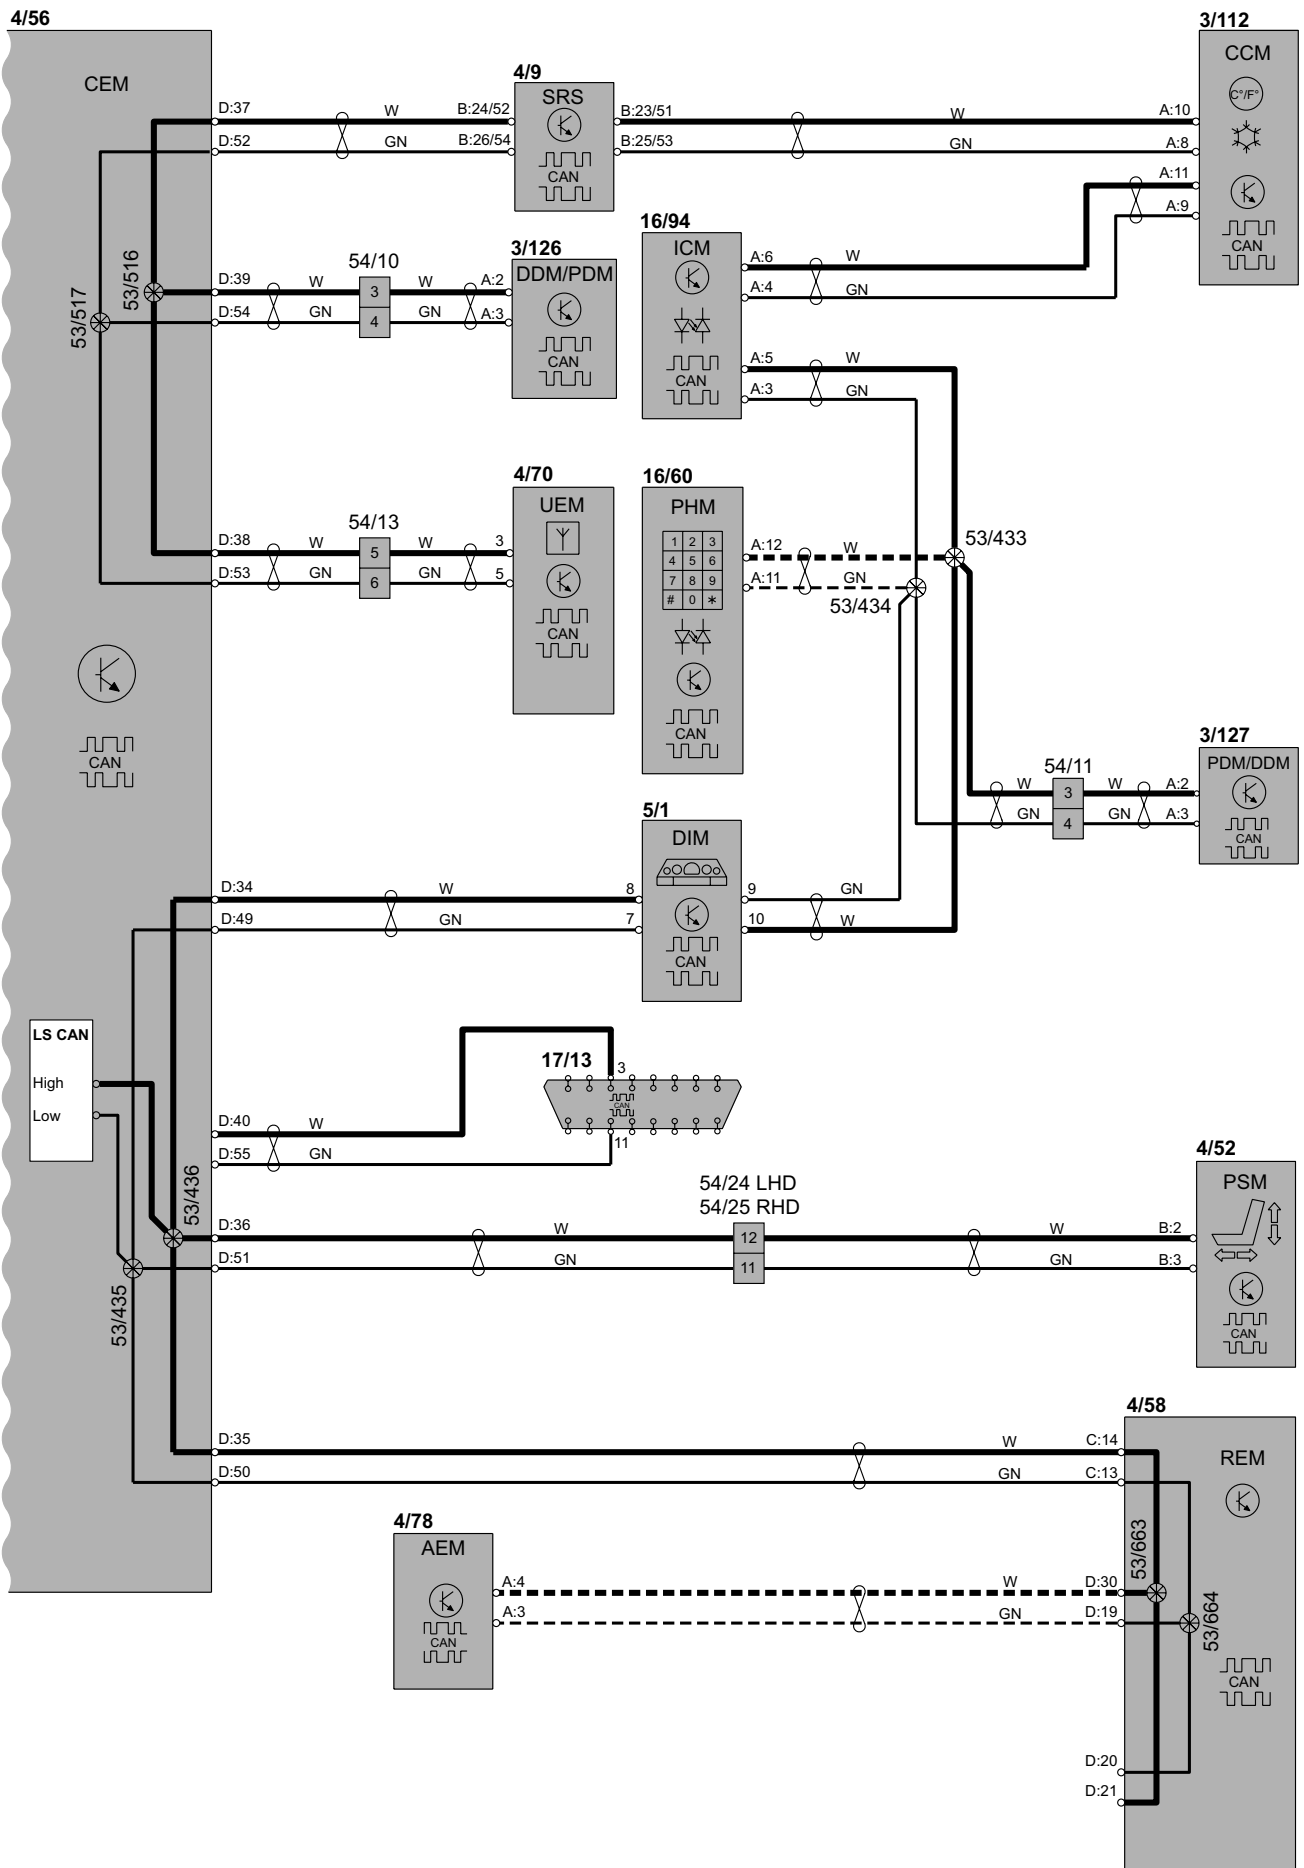 4/56
3/112
CEM
CCM
C°/F°
4/9
SRS
CAN
D:37
W
B:24/52
B:23/51
W
A:10
D:52
GN
B:26/54
B:25/53
GN
A:8
A:11
A:9
CAN
16/94
ICM
A:6
W
A:4
GN
A:5
W
A:3
GN
CAN
53/516
53/517
54/10
3/126
DDM/PDM
D:39
W
3
W
A:2
D:54
GN
4
GN
A:3
CAN
4/70
UEM
54/13
D:38
W
5
W
3
D:53
GN
6
GN
5
CAN
16/60
PHM
1 2 3
4 5 6
7 8 9
# 0 *
A:12
W
A:11
GN
CAN
53/433
53/434
CAN
3/127
PDM/DDM
54/11
W
3
W
A:2
GN
4
GN
A:3
CAN
5/1
DIM
D:34
W
8
9
GN
D:49
GN
7
10
W
CAN
LS CAN
High
Low
17/13
3
CAN
11
D:40
W
D:55
GN
53/436
53/435
54/24 LHD
54/25 RHD
4/52
PSM
D:36
W
12
W
B:2
D:51
GN
11
GN
B:3
CAN
4/58
REM
D:35
W
C:14
D:50
GN
C:13
4/78
AEM
A:4
W
D:30
A:3
GN
D:19
CAN
53/663
53/664
CAN
D:20
D:21